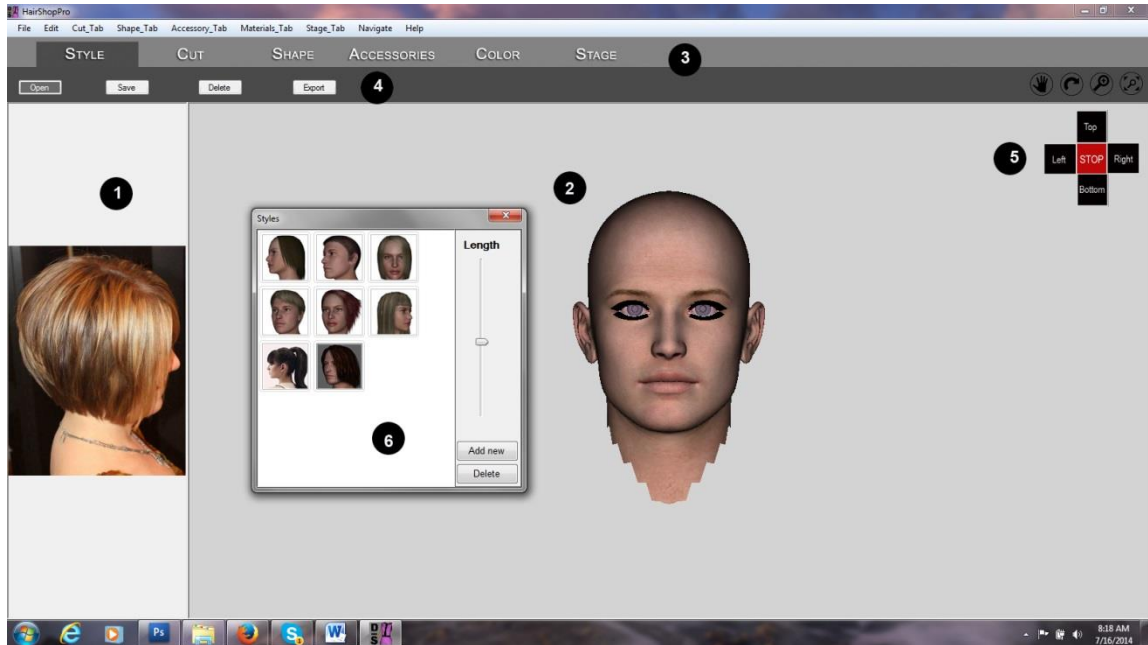 HairShopPro
File Edit Cut_Tab Shape_Tab Accessory_Tab Materials_Tab Stage_Tab Navigate Help
STYLE CUT SHAPE ACCESSORIES COLOR STAGE 3
Open Save Delete Export 4
Top
5 Left STOP Right
Bottom
1
2
Styles
Length
6
Add new
Delete
Ps
S
W
D S
8:18 AM
7/16/2014